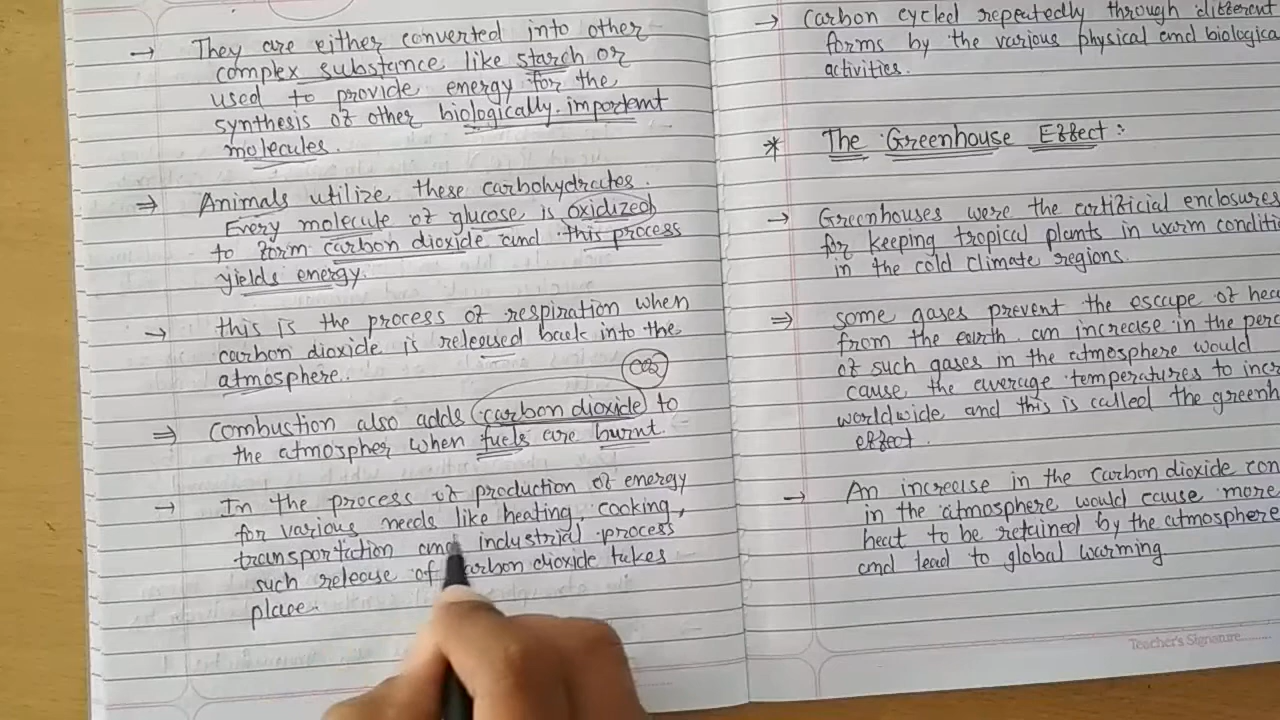 → They are either converted into other
complex substance like starch or
used to provide energy for the
synthesis of other biologically important
molecules.
⇒ Animals utilize these carbohydrates.
Every molecule of glucose is oxidized
to form carbon dioxide and this process
yields energy.
→ this is the process of respiration when
carbon dioxide is released back into the
atmosphere.
CO2
⇒ Combustion also adds carbon dioxide to
the atmospher when fuels are burnt.
→ In the process of production of energy
for various needs like heating, cooking,
transportation and industrial process
such release of carbon dioxide takes
place.
→ Carbon cycled repeatedly through different
forms by the various physical and biologica
activities.
* The Greenhouse Effect:
→ Greenhouses were the artificial enclosures
for keeping tropical plants in warm conditi
in the cold climate regions.
⇒ some gases prevent the escape of hea
from the earth. an increase in the perc
of such gases in the atmosphere would
cause the average temperatures to incr
worldwide and this is called the greenh
effect.
→ An increase in the carbon dioxide con
in the atmosphere would cause more
heat to be retained by the atmosphere
and lead to global warming
Teacher's Signature..........